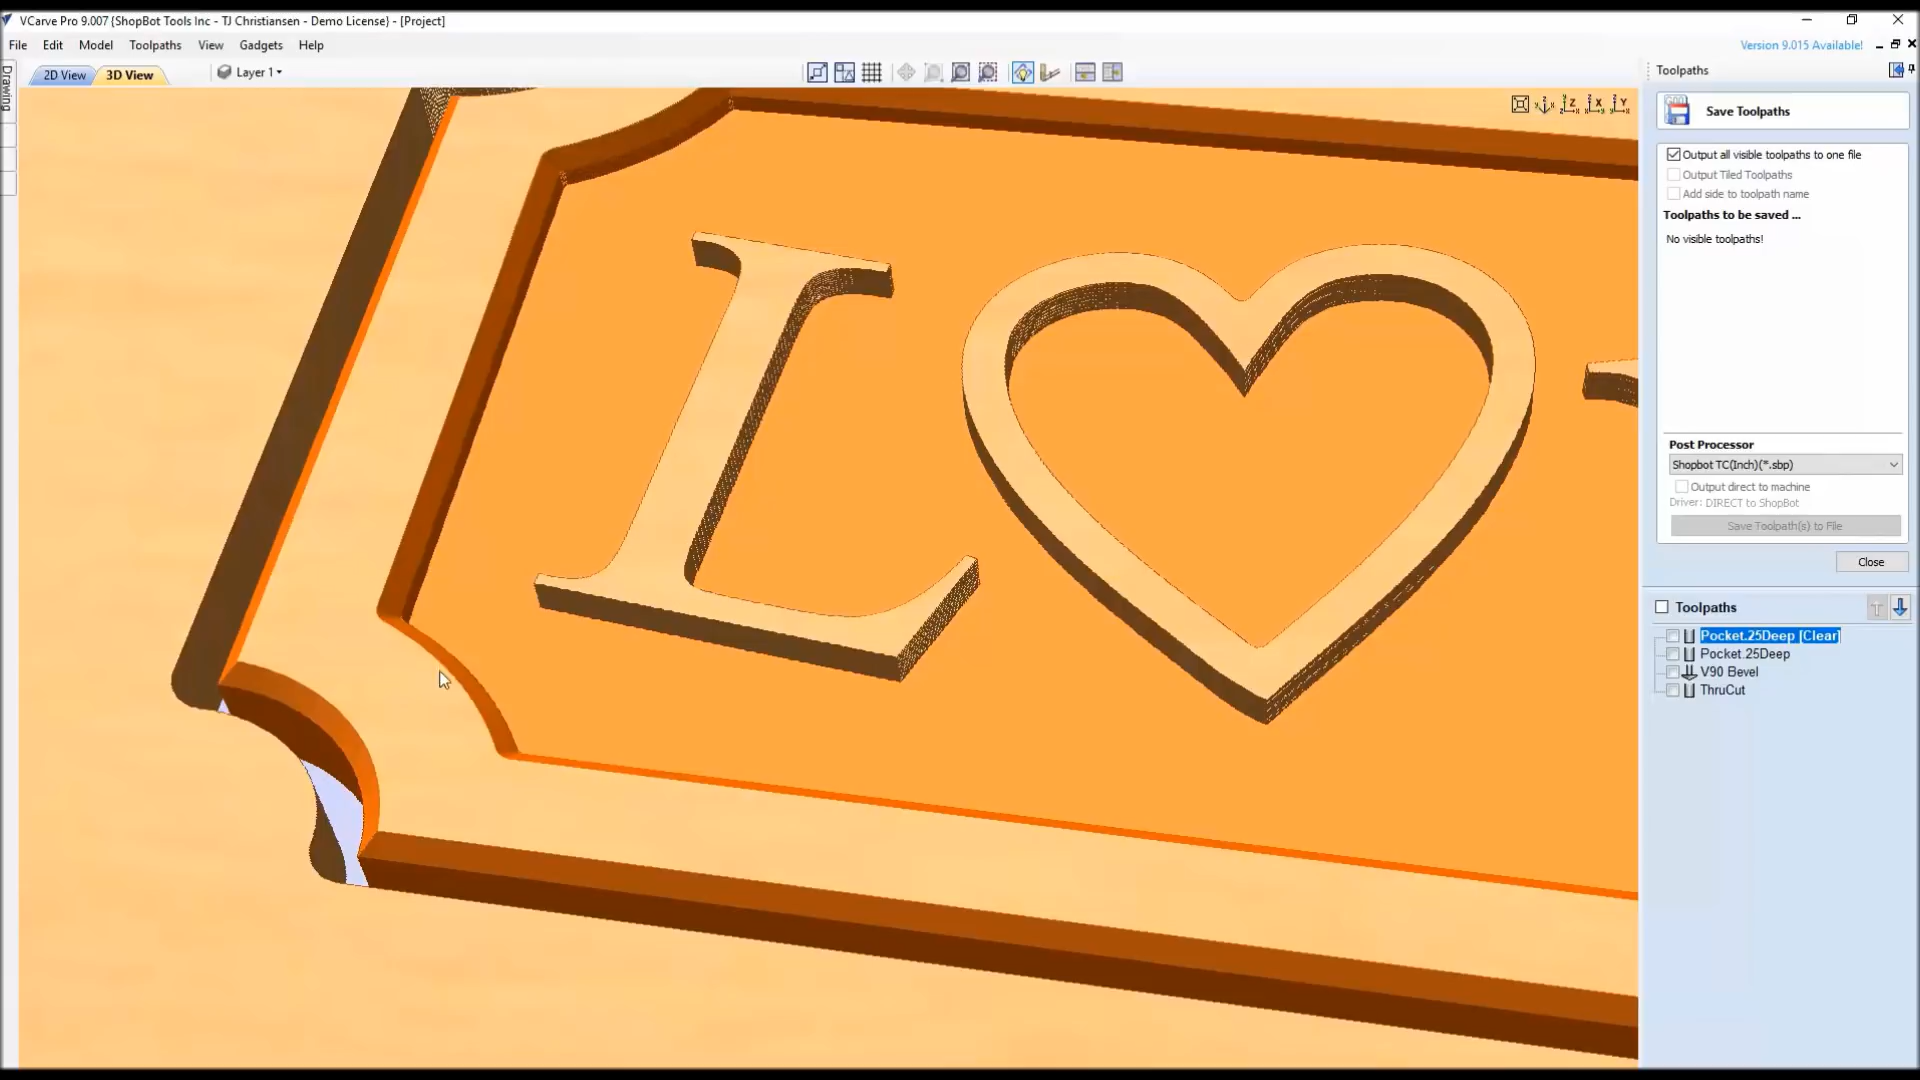 VCarve Pro 9.007 {ShopBot Tools Inc - TJ Christiansen - Demo License} - [Project]
File Edit Model Toolpaths View Gadgets Help
Version 9.015 Available!
Drawing
2D View 3D View Layer 1
Z X Y
L
Toolpaths
Save Toolpaths
Output all visible toolpaths to one file
Output Tiled Toolpaths
Add side to toolpath name
Toolpaths to be saved ...
No visible toolpaths!
Post Processor
Shopbot TC(Inch)(*.sbp)
Output direct to machine
Driver: DIRECT to ShopBot
Save Toolpath(s) to File
Close
Toolpaths
Pocket.25Deep [Clear]
Pocket.25Deep
V90 Bevel
ThruCut